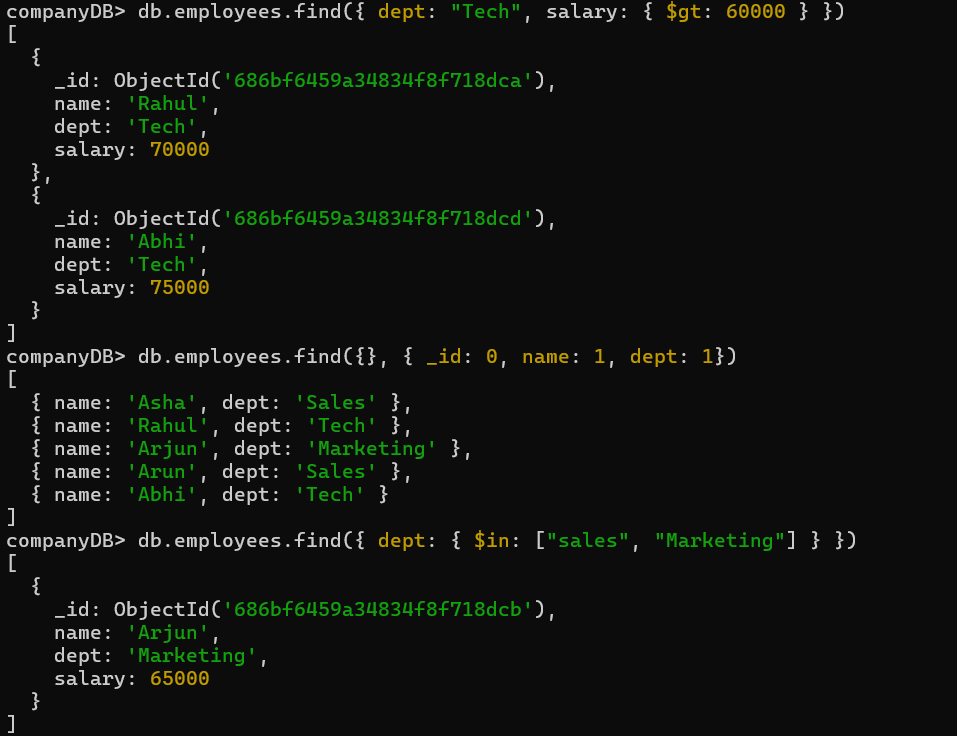 companyDB> db.employees.find({ dept: "Tech", salary: { $gt: 60000 } })
[
  {
    _id: ObjectId('686bf6459a34834f8f718dca'),
    name: 'Rahul',
    dept: 'Tech',
    salary: 70000
  },
  {
    _id: ObjectId('686bf6459a34834f8f718dcd'),
    name: 'Abhi',
    dept: 'Tech',
    salary: 75000
  }
]
companyDB> db.employees.find({}, { _id: 0, name: 1, dept: 1})
[
  { name: 'Asha', dept: 'Sales' },
  { name: 'Rahul', dept: 'Tech' },
  { name: 'Arjun', dept: 'Marketing' },
  { name: 'Arun', dept: 'Sales' },
  { name: 'Abhi', dept: 'Tech' }
]
companyDB> db.employees.find({ dept: { $in: ["sales", "Marketing"] } })
[
  {
    _id: ObjectId('686bf6459a34834f8f718dcb'),
    name: 'Arjun',
    dept: 'Marketing',
    salary: 65000
  }
]